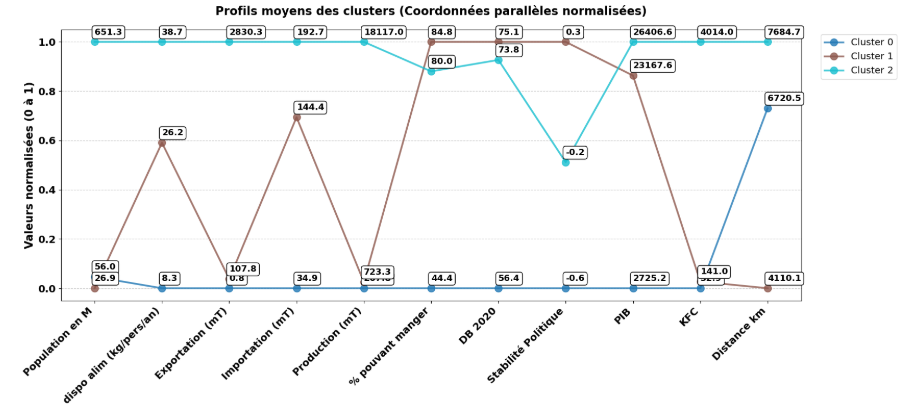 Profils moyens des clusters (Coordonnées parallèles normalisées)
Valeurs normalisées (0 à 1)
1.0
0.8
0.6
0.4
0.2
0.0
651.3
38.7
2830.3
192.7
18117.0
84.8
75.1
0.3
26406.6
4014.0
7684.7
80.0
73.8
23167.6
144.4
26.2
-0.2
6720.5
56.0
26.9
8.3
107.8
0.8
34.9
723.3
44.4
56.4
-0.6
2725.2
141.0
4110.1
Population en M
dispo alim (kg/pers/an)
Exportation (mT)
Importation (mT)
Production (mT)
% pouvant manger
DB 2020
Stabilité Politique
PIB
KFC
Distance km
Cluster 0
Cluster 1
Cluster 2